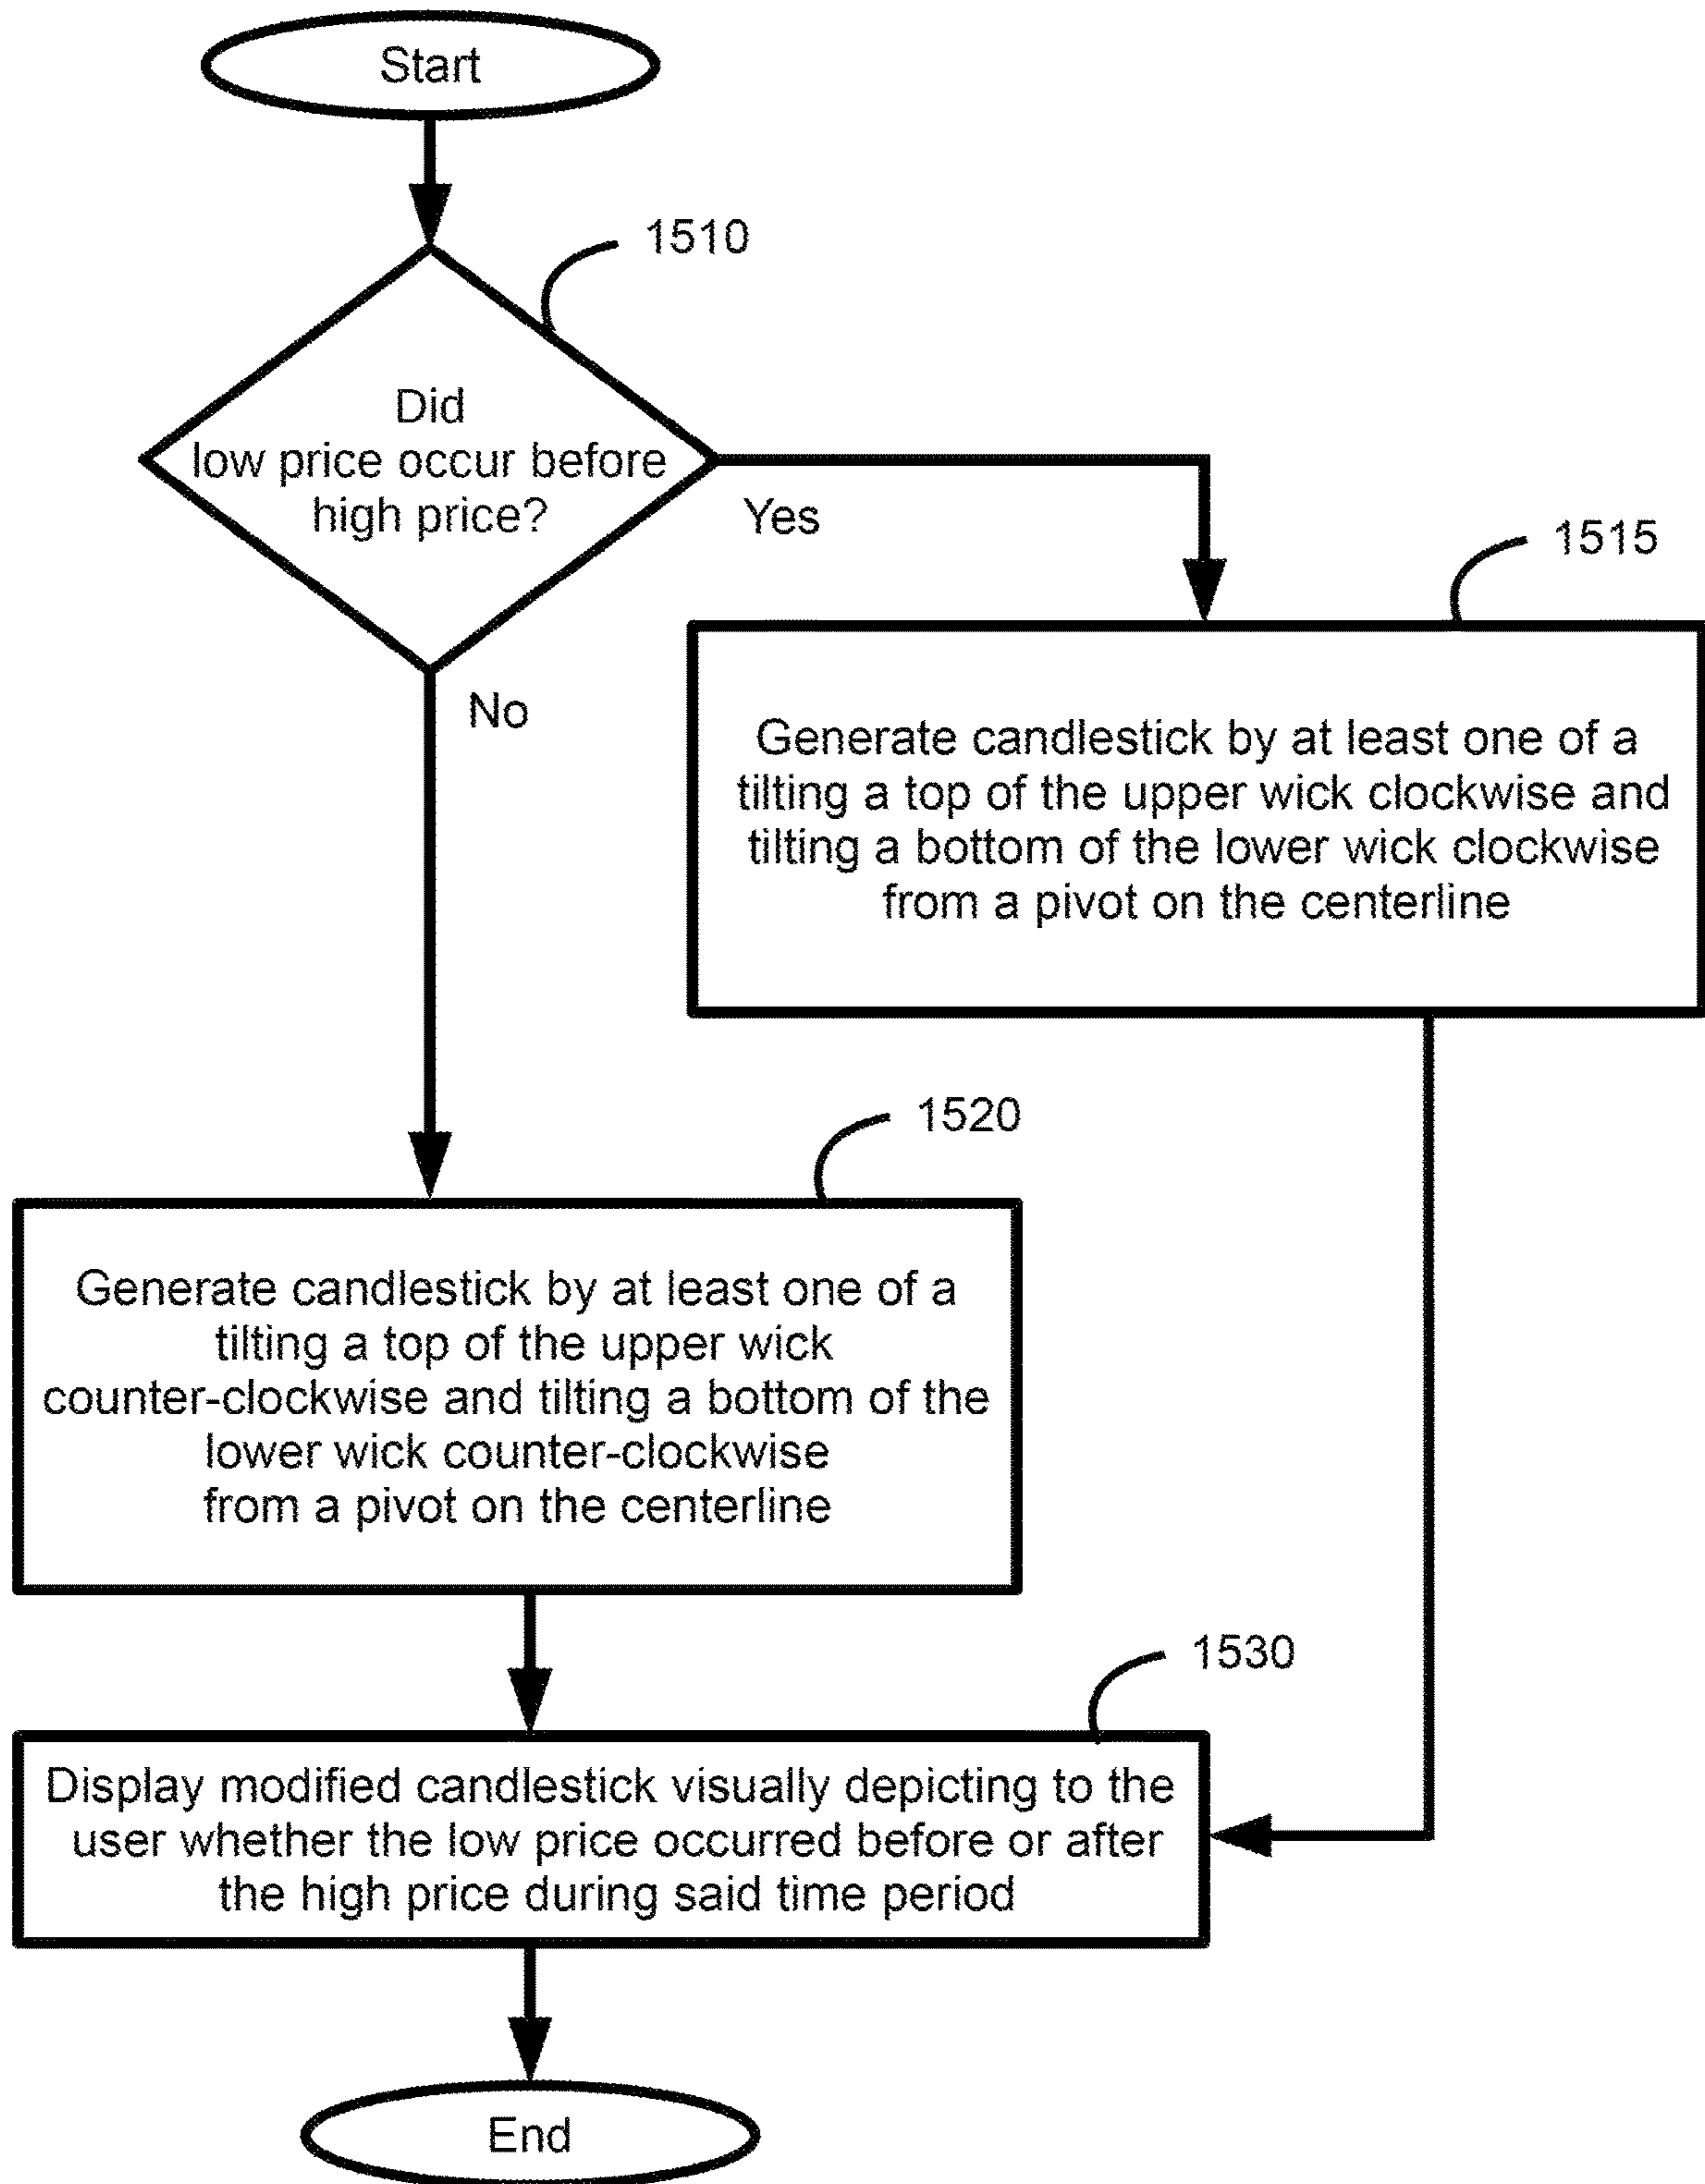 Start
1510
Did
low price occur before
high price?
Yes
1515
No
Generate candlestick by at least one of a
tilting a top of the upper wick clockwise and
tilting a bottom of the lower wick clockwise
from a pivot on the centerline
1520
Generate candlestick by at least one of a
tilting a top of the upper wick
counter-clockwise and tilting a bottom of the
lower wick counter-clockwise
from a pivot on the centerline
1530
Display modified candlestick visually depicting to the
user whether the low price occurred before or after
the high price during said time period
End